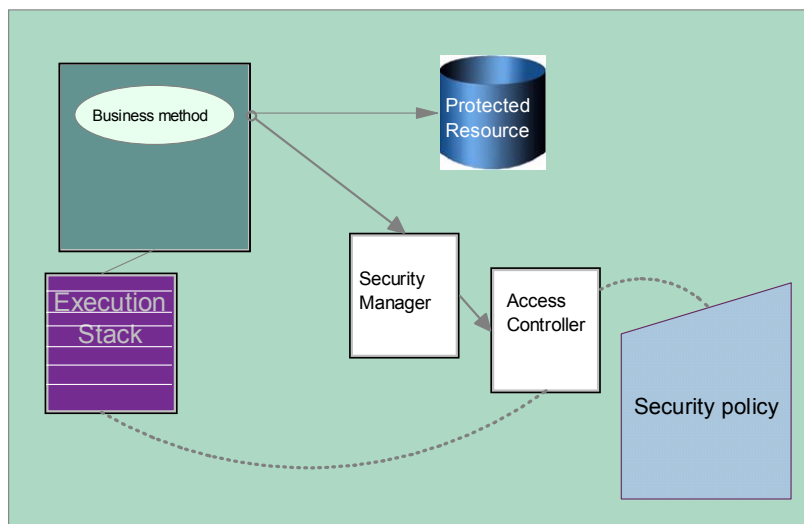 Business method
Protected
Resource
Security
Manager
Access
Controller
Execution
Stack
Security policy